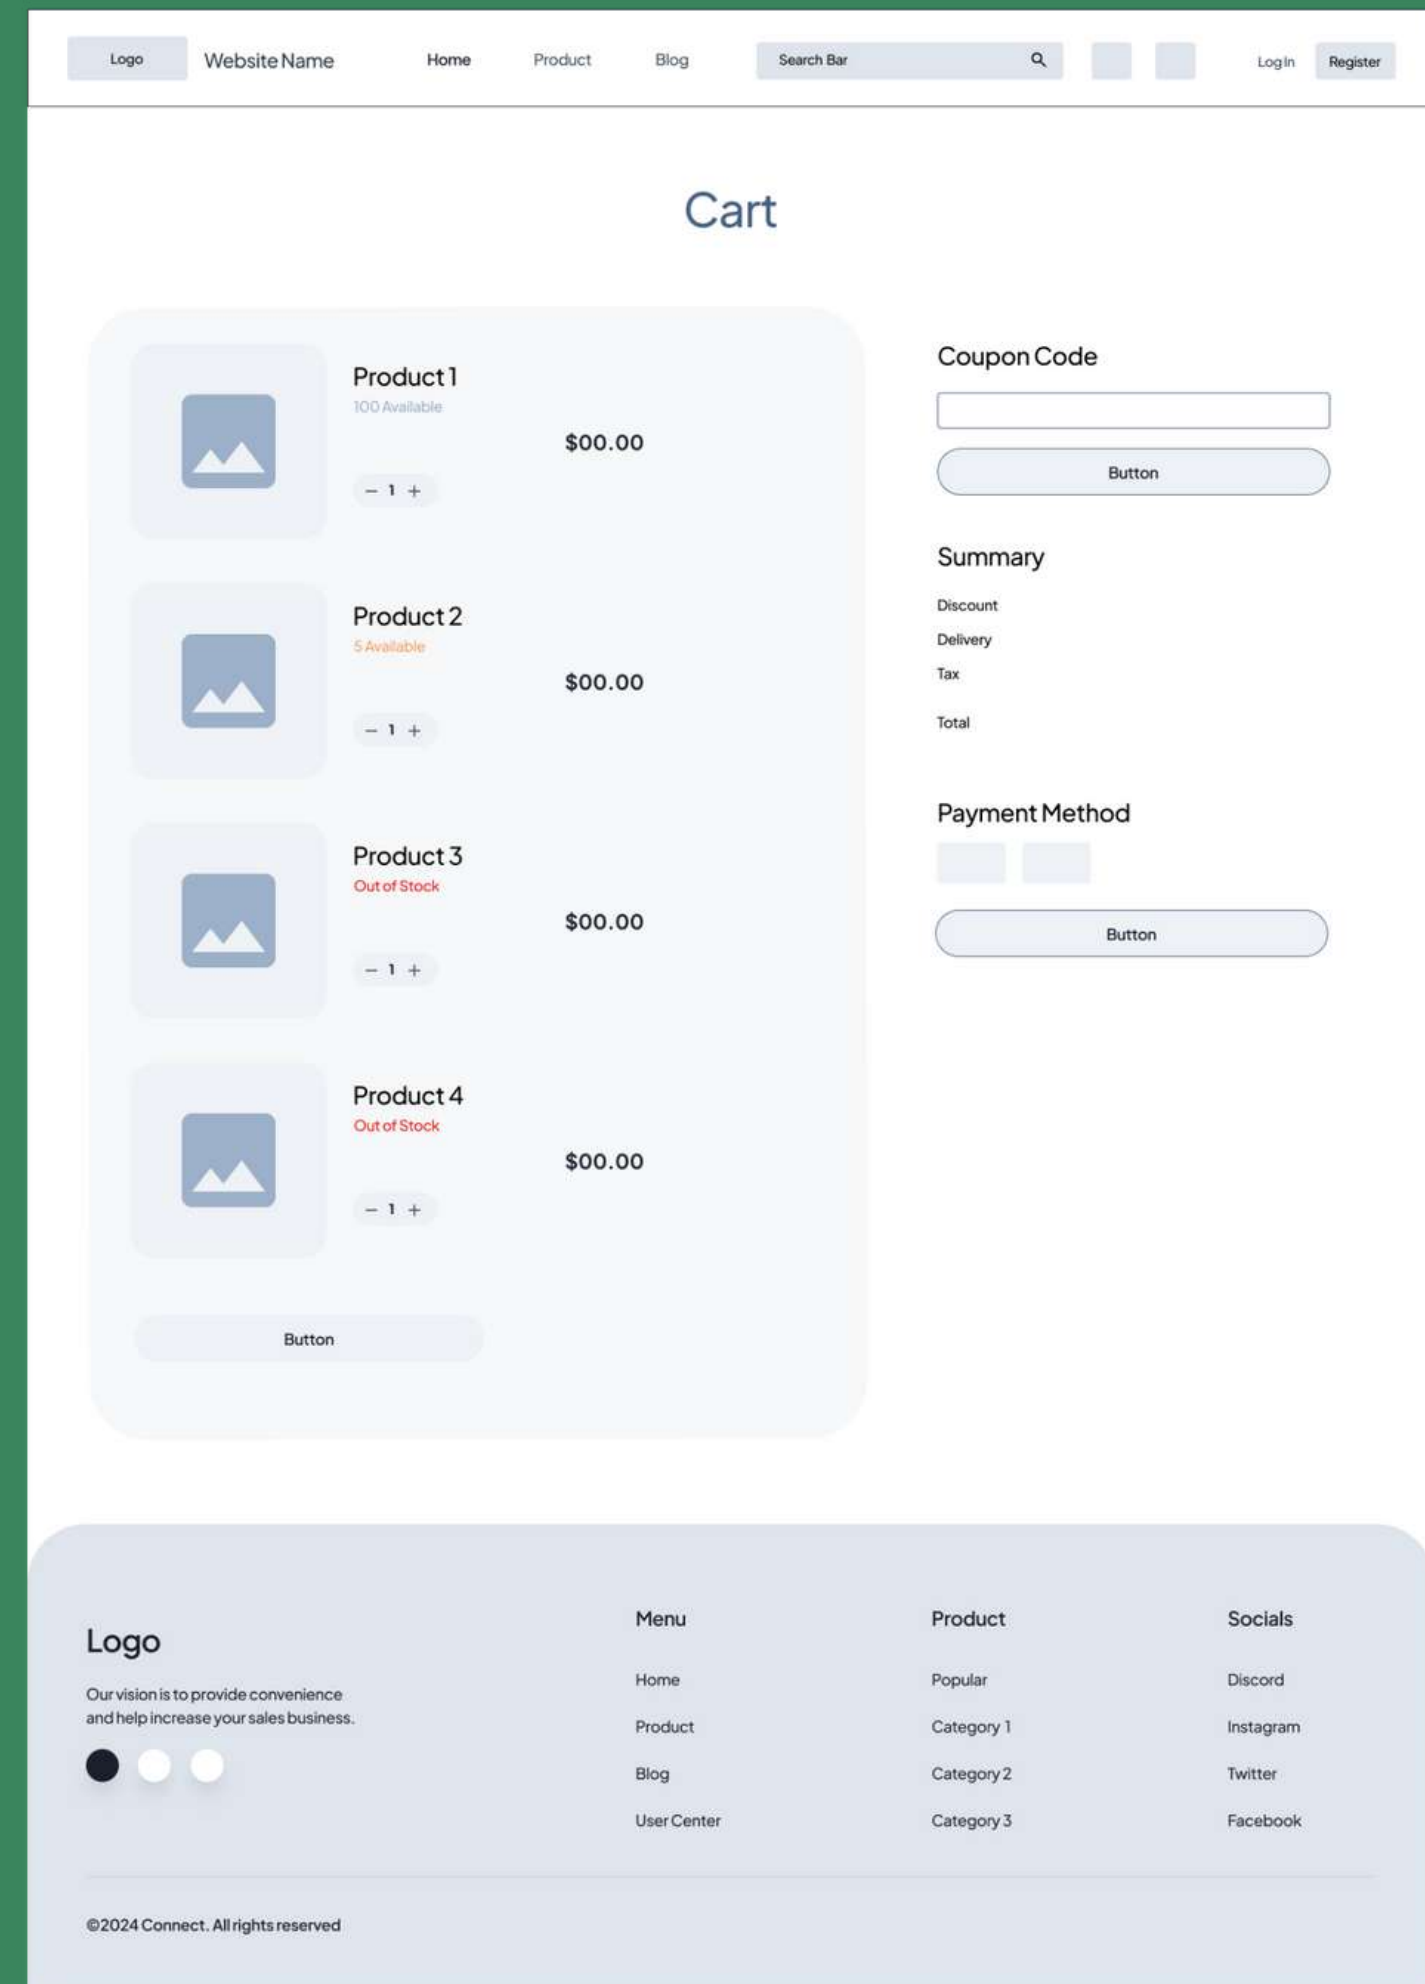 Logo
Website Name
Home
Product
Blog
Search Bar
Log In
Register
Cart
Product 1
100 Available
$00.00
− 1 +
Product 2
5 Available
$00.00
− 1 +
Product 3
Out of Stock
$00.00
− 1 +
Product 4
Out of Stock
$00.00
− 1 +
Button
Coupon Code
Button
Summary
Discount
Delivery
Tax
Total
Payment Method
Button
Logo
Our vision is to provide convenience
and help increase your sales business.
Menu
Home
Product
Blog
User Center
Product
Popular
Category 1
Category 2
Category 3
Socials
Discord
Instagram
Twitter
Facebook
©2024 Connect. All rights reserved